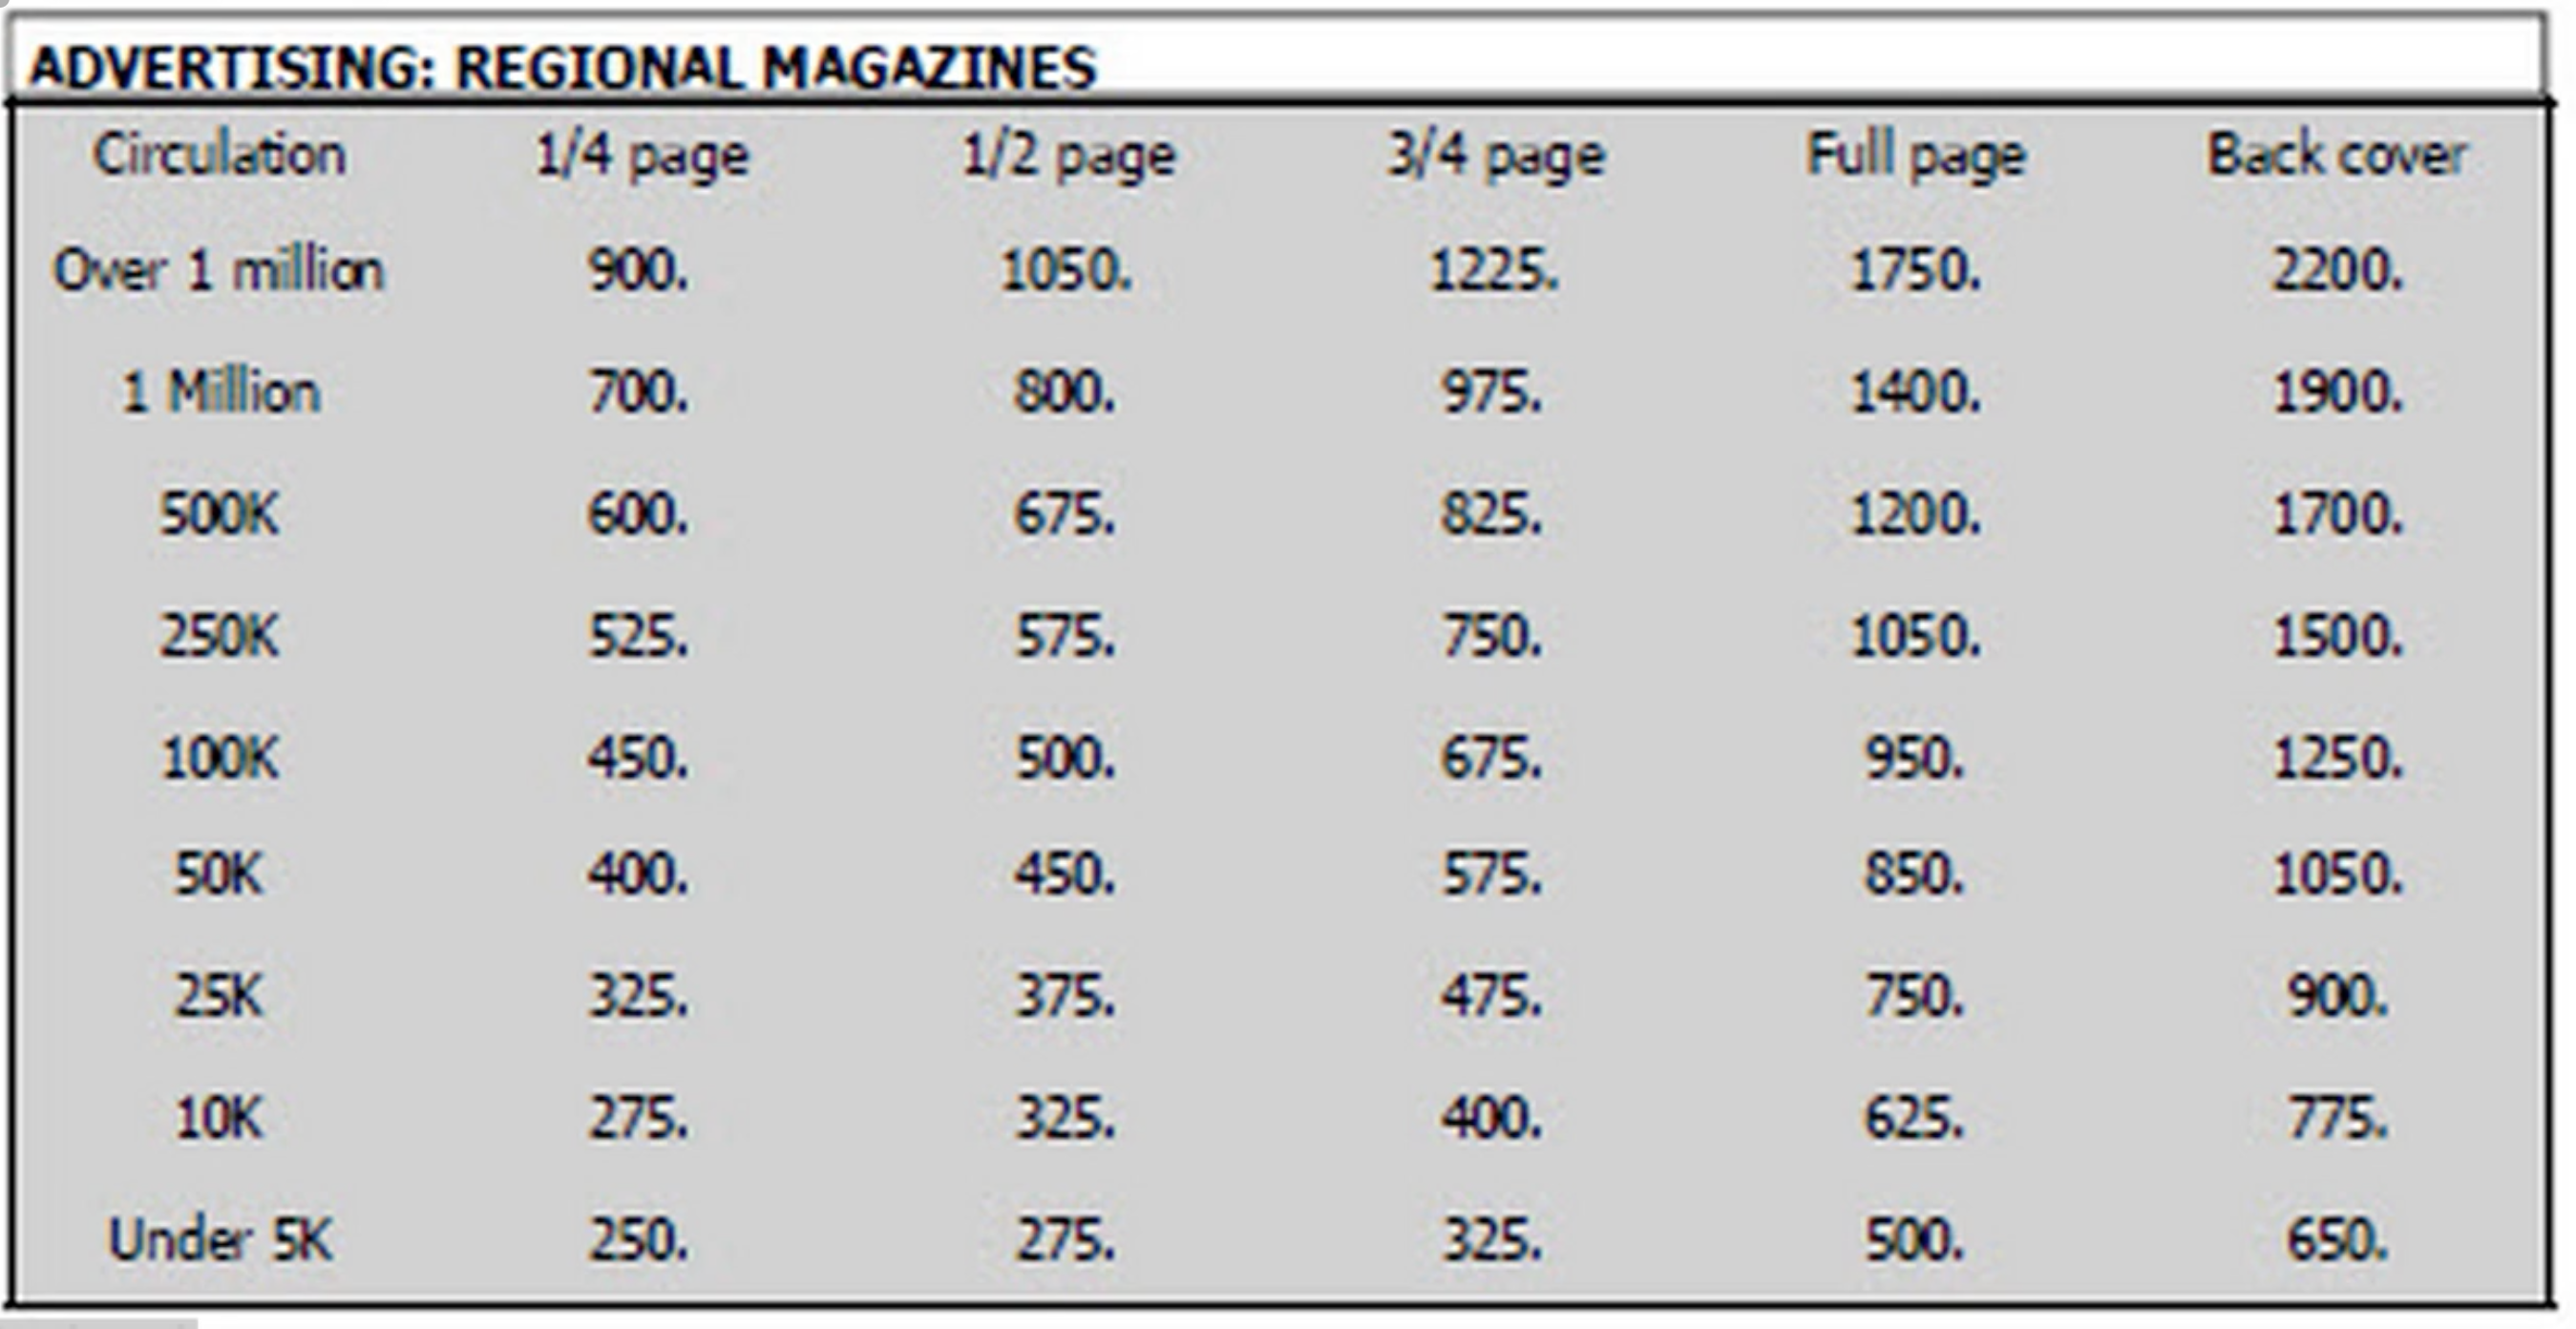 ADVERTISING: REGIONAL MAGAZINES
Circulation 1/4 page 1/2 page 3/4 page Full page Back cover
Over 1 million 900. 1050. 1225. 1750. 2200.
1 Million 700. 800. 975. 1400. 1900.
500K 600. 675. 825. 1200. 1700.
250K 525. 575. 750. 1050. 1500.
100K 450. 500. 675. 950. 1250.
50K 400. 450. 575. 850. 1050.
25K 325. 375. 475. 750. 900.
10K 275. 325. 400. 625. 775.
Under 5K 250. 275. 325. 500. 650.